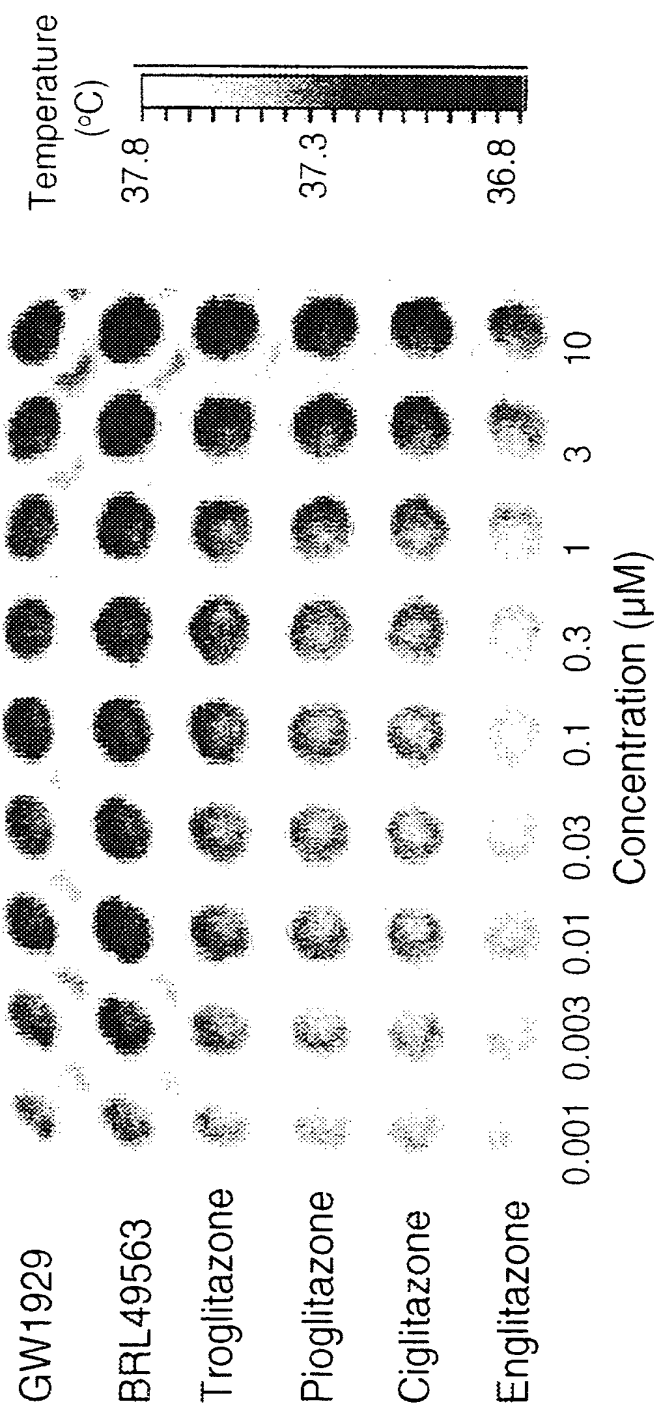 Temperature
(°C)
37.8
37.3
36.8
GW1929
BRL49563
Troglitazone
Pioglitazone
Ciglitazone
Englitazone
0.001 0.003 0.01 0.03 0.1 0.3 1 3 10
Concentration (µM)